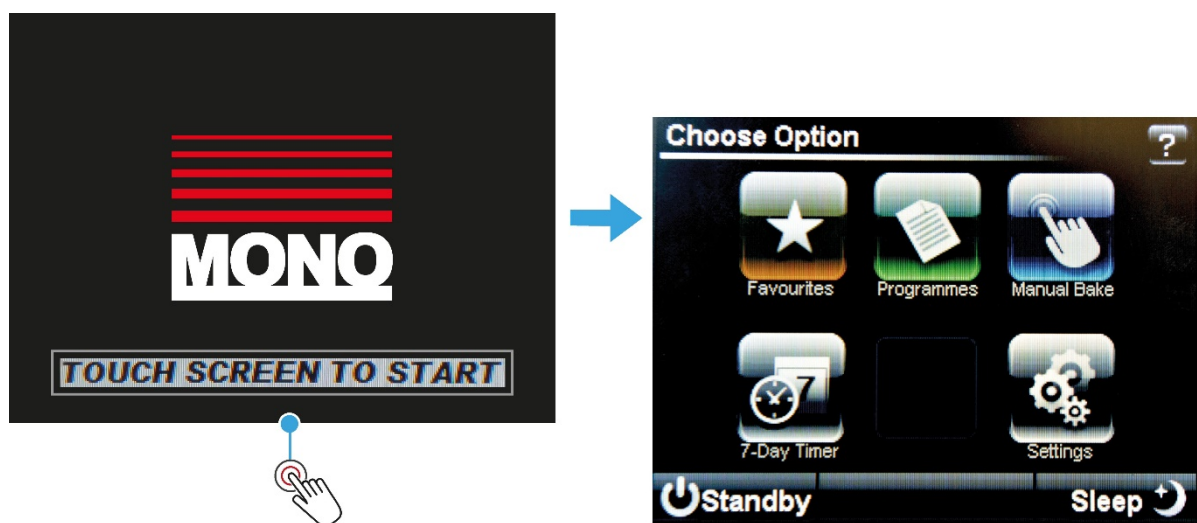 MONO
TOUCH SCREEN TO START
Choose Option
?
Favourites
Programmes
Manual Bake
7
7-Day Timer
Settings
Standby
Sleep